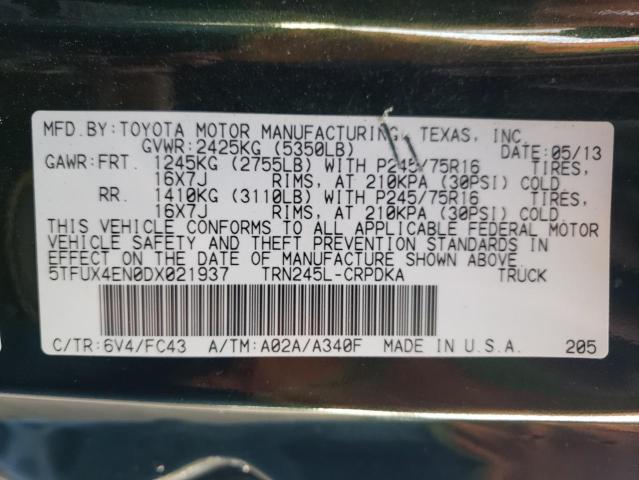 MFD.BY: TOYOTA MOTOR MANUFACTURING, TEXAS, INC.
GVWR: 2425KG (5350LB) DATE: 05/13
GAWR: FRT. 1245KG (2755LB) WITH P245/75R16 TIRES,
16X7J RIMS, AT 210KPA (30PSI) COLD
RR. 1410KG (3110LB) WITH P245/75R16 TIRES,
16X7J RIMS, AT 210KPA (30PSI) COLD
THIS VEHICLE CONFORMS TO ALL APPLICABLE FEDERAL MOTOR
VEHICLE SAFETY AND THEFT PREVENTION STANDARDS IN
EFFECT ON THE DATE OF MANUFACTURE SHOWN ABOVE.
5TFUX4EN0DX021937 TRN245L-CRPDKA TRUCK
C/TR: 6V4/FC43 A/TM: A02A/A340F MADE IN U.S.A. 205